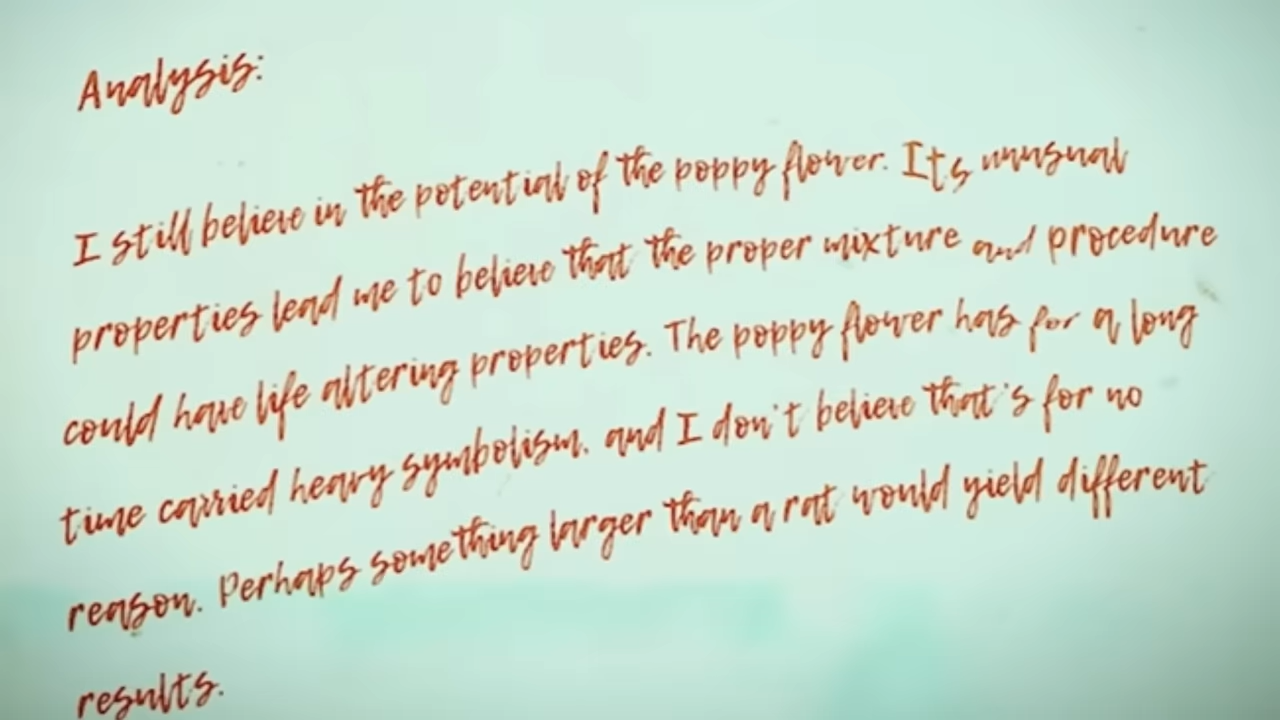 Analysis:
I still believe in the potential of the poppy flower. Its unusual
properties lead me to believe that the proper mixture and procedure
could have life altering properties. The poppy flower has for a long
time carried heavy symbolism, and I don't believe that's for no
reason. Perhaps something larger than a rat would yield different
results.